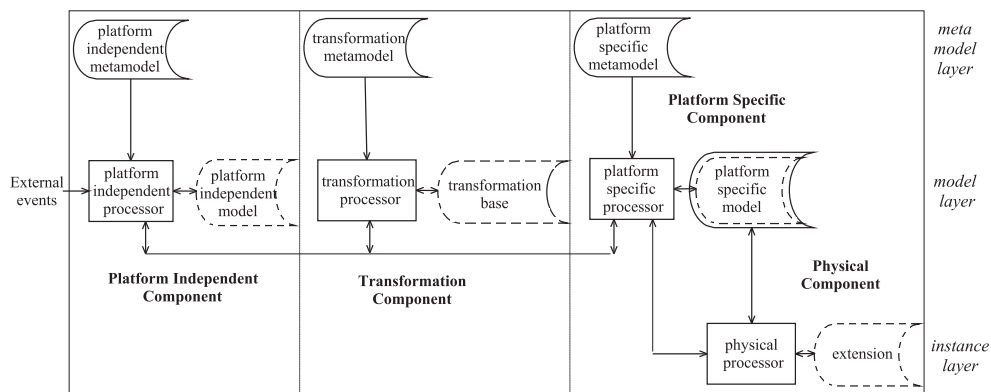 platform
independent
metamodel
transformation
metamodel
platform
specific
metamodel
meta
model
layer
Platform Specific
Component
External
events
platform
independent
processor
platform
independent
model
transformation
processor
transformation
base
platform
specific
processor
platform
specific
model
model
layer
Platform Independent
Component
Transformation
Component
Physical
Component
physical
processor
extension
instance
layer